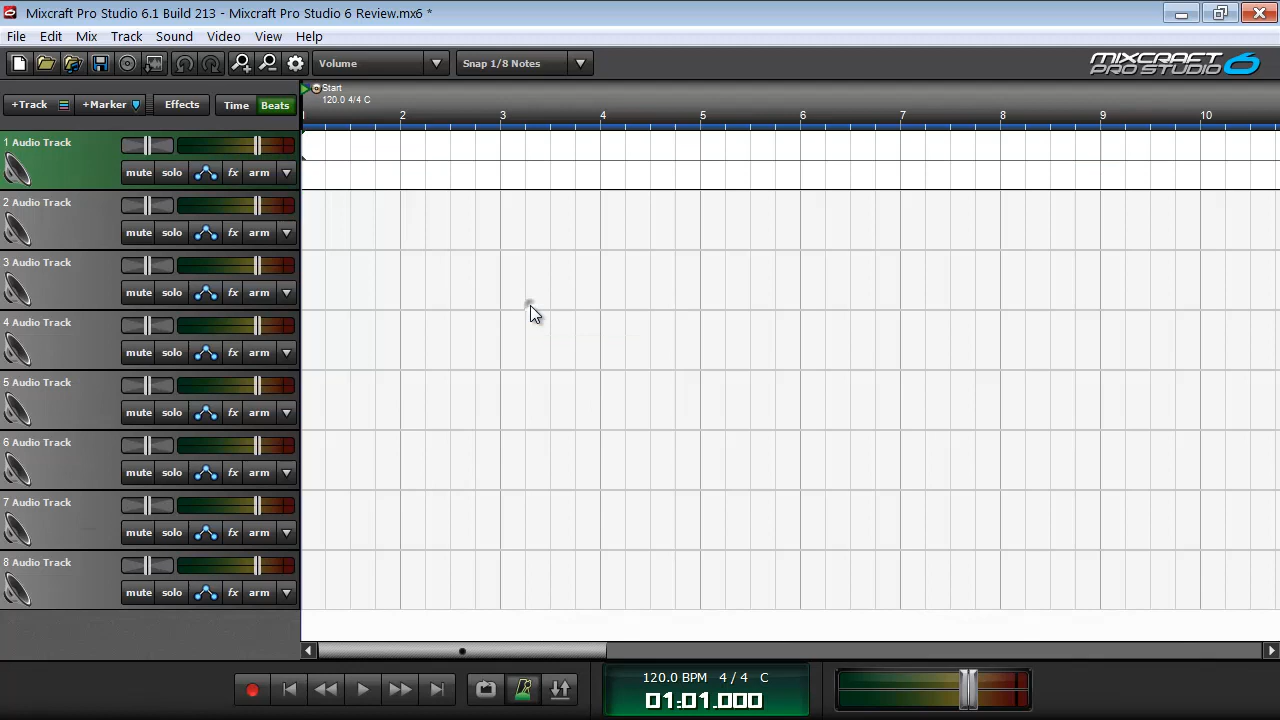 Mixcraft Pro Studio 6.1 Build 213 - Mixcraft Pro Studio 6 Review.mx6 *
File Edit Mix Track Sound Video View Help
Volume Snap 1/8 Notes MIXCRAFT PRO STUDIO 6
+Track +Marker Effects Time Beats
Start
120.0 4/4 C
2 3 4 5 6 7 8 9 10
1 Audio Track
mute solo fx arm
2 Audio Track
mute solo fx arm
3 Audio Track
mute solo fx arm
4 Audio Track
mute solo fx arm
5 Audio Track
mute solo fx arm
6 Audio Track
mute solo fx arm
7 Audio Track
mute solo fx arm
8 Audio Track
mute solo fx arm
120.0 BPM 4 / 4 C
01:01.000